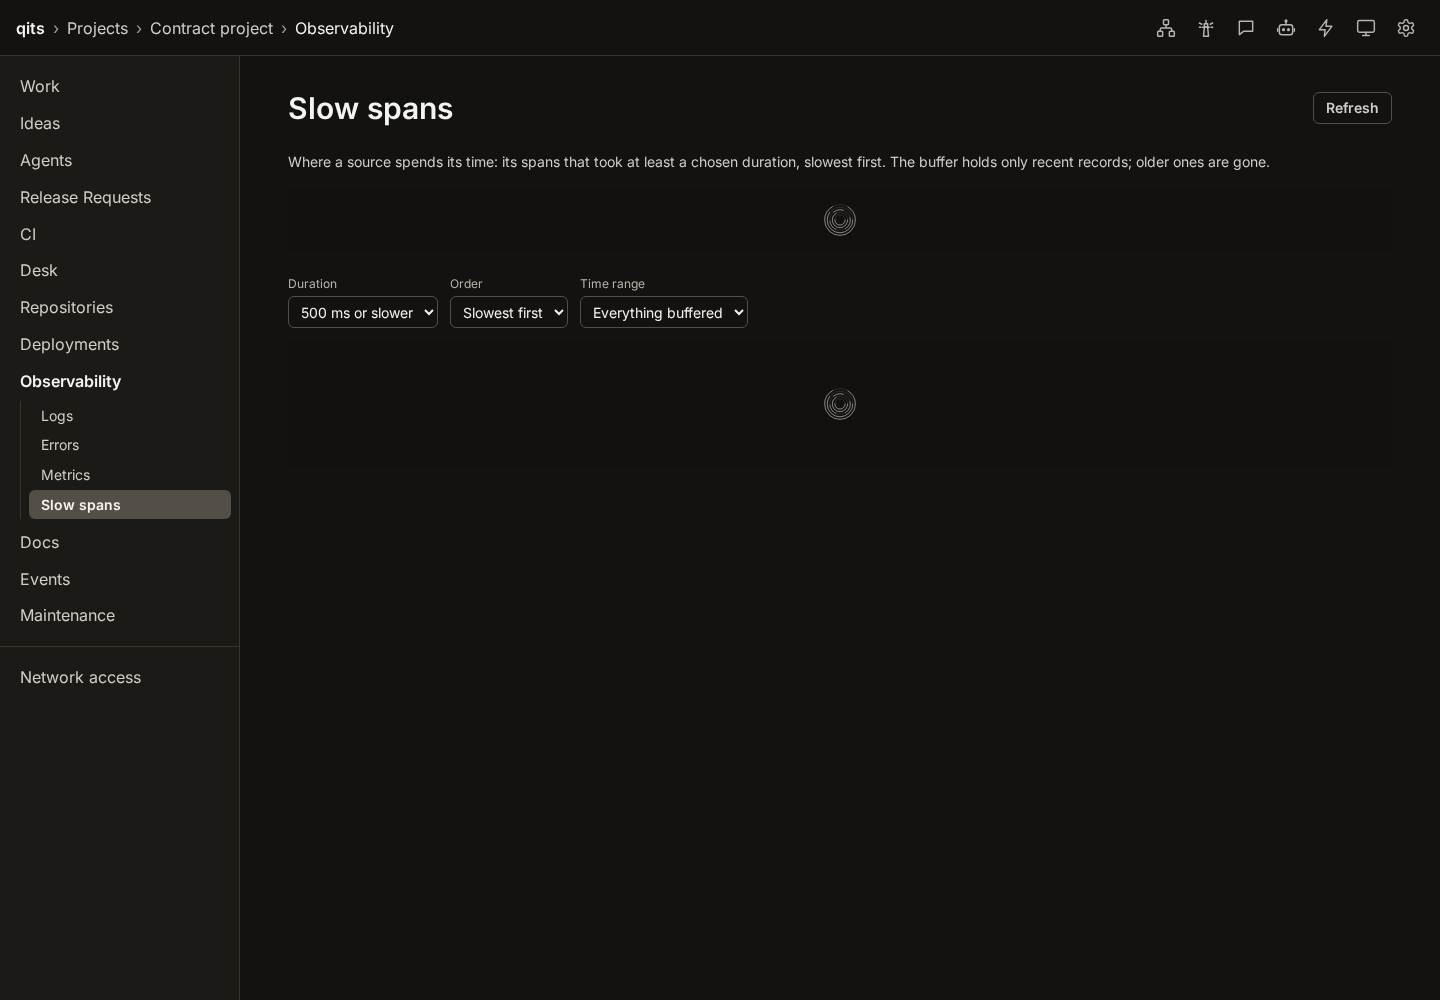 qits › Projects › Contract project › Observability
Work
Ideas
Agents
Release Requests
CI
Desk
Repositories
Deployments
Observability
Logs
Errors
Metrics
Slow spans
Docs
Events
Maintenance
Network access
Slow spans
Refresh
Where a source spends its time: its spans that took at least a chosen duration, slowest first. The buffer holds only recent records; older ones are gone.
Duration Order Time range
500 ms or slower Slowest first Everything buffered